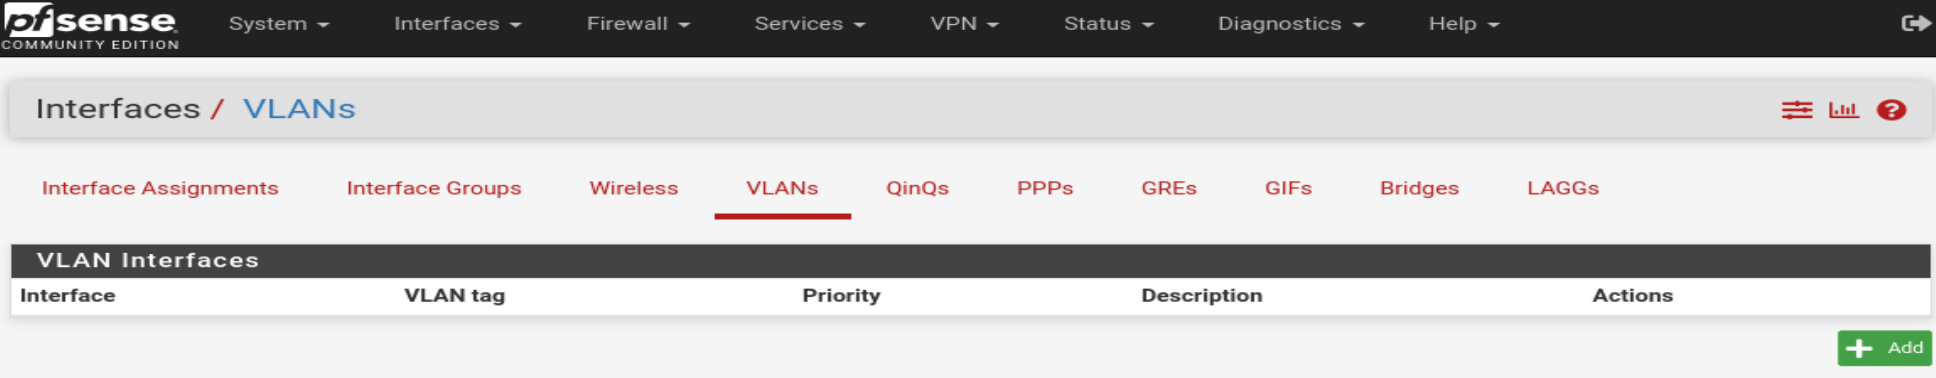 pfsense System Interfaces Firewall Services VPN Status Diagnostics Help
COMMUNITY EDITION
Interfaces / VLANs
Interface Assignments Interface Groups Wireless VLANs QinQs PPPs GREs GIFs Bridges LAGGs
VLAN Interfaces
Interface VLAN tag Priority Description Actions
Add